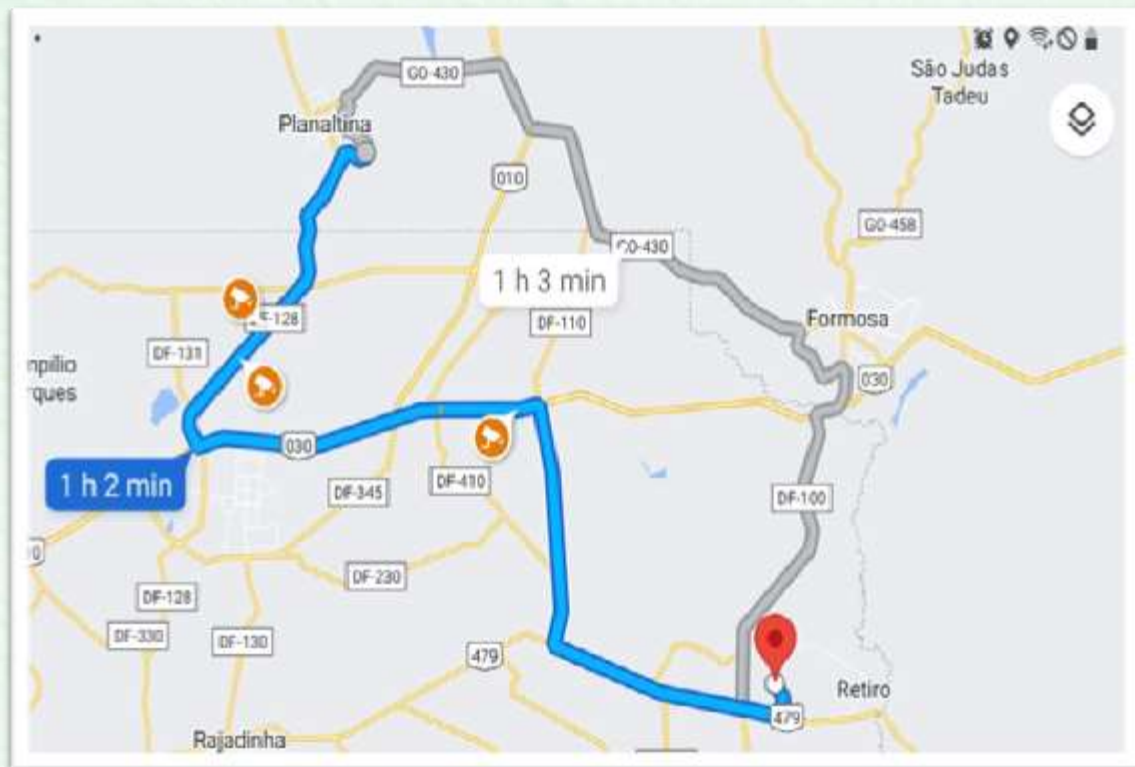 GO-430
São Judas
Tadeu
Planaltina
010
GO-458
GO-430
1 h 3 min
DF-128
DF-110
Formosa
DF-131
npílio
rques
030
030
1 h 2 min
DF-345
DF-410
DF-100
DF-230
DF-128
DF-330
DF-130
479
Retiro
479
Rajadinha